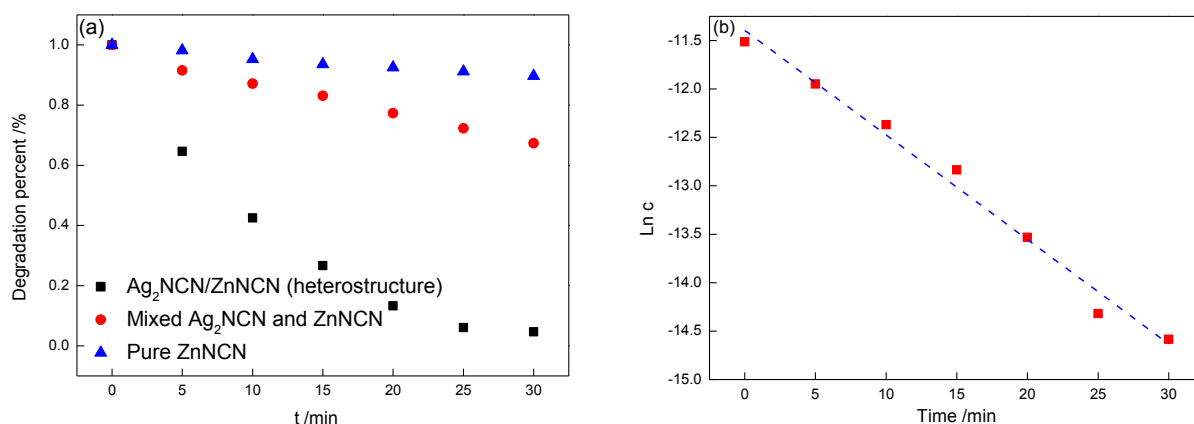 (a)
1.0
0.8
0.6
0.4
0.2
0.0
Degradation percent /%
Ag₂NCN/ZnNCN (heterostructure)
Mixed Ag₂NCN and ZnNCN
Pure ZnNCN
0 5 10 15 20 25 30
t /min
(b)
-11.5
-12.0
-12.5
-13.0
-13.5
-14.0
-14.5
-15.0
Ln c
0 5 10 15 20 25 30
Time /min